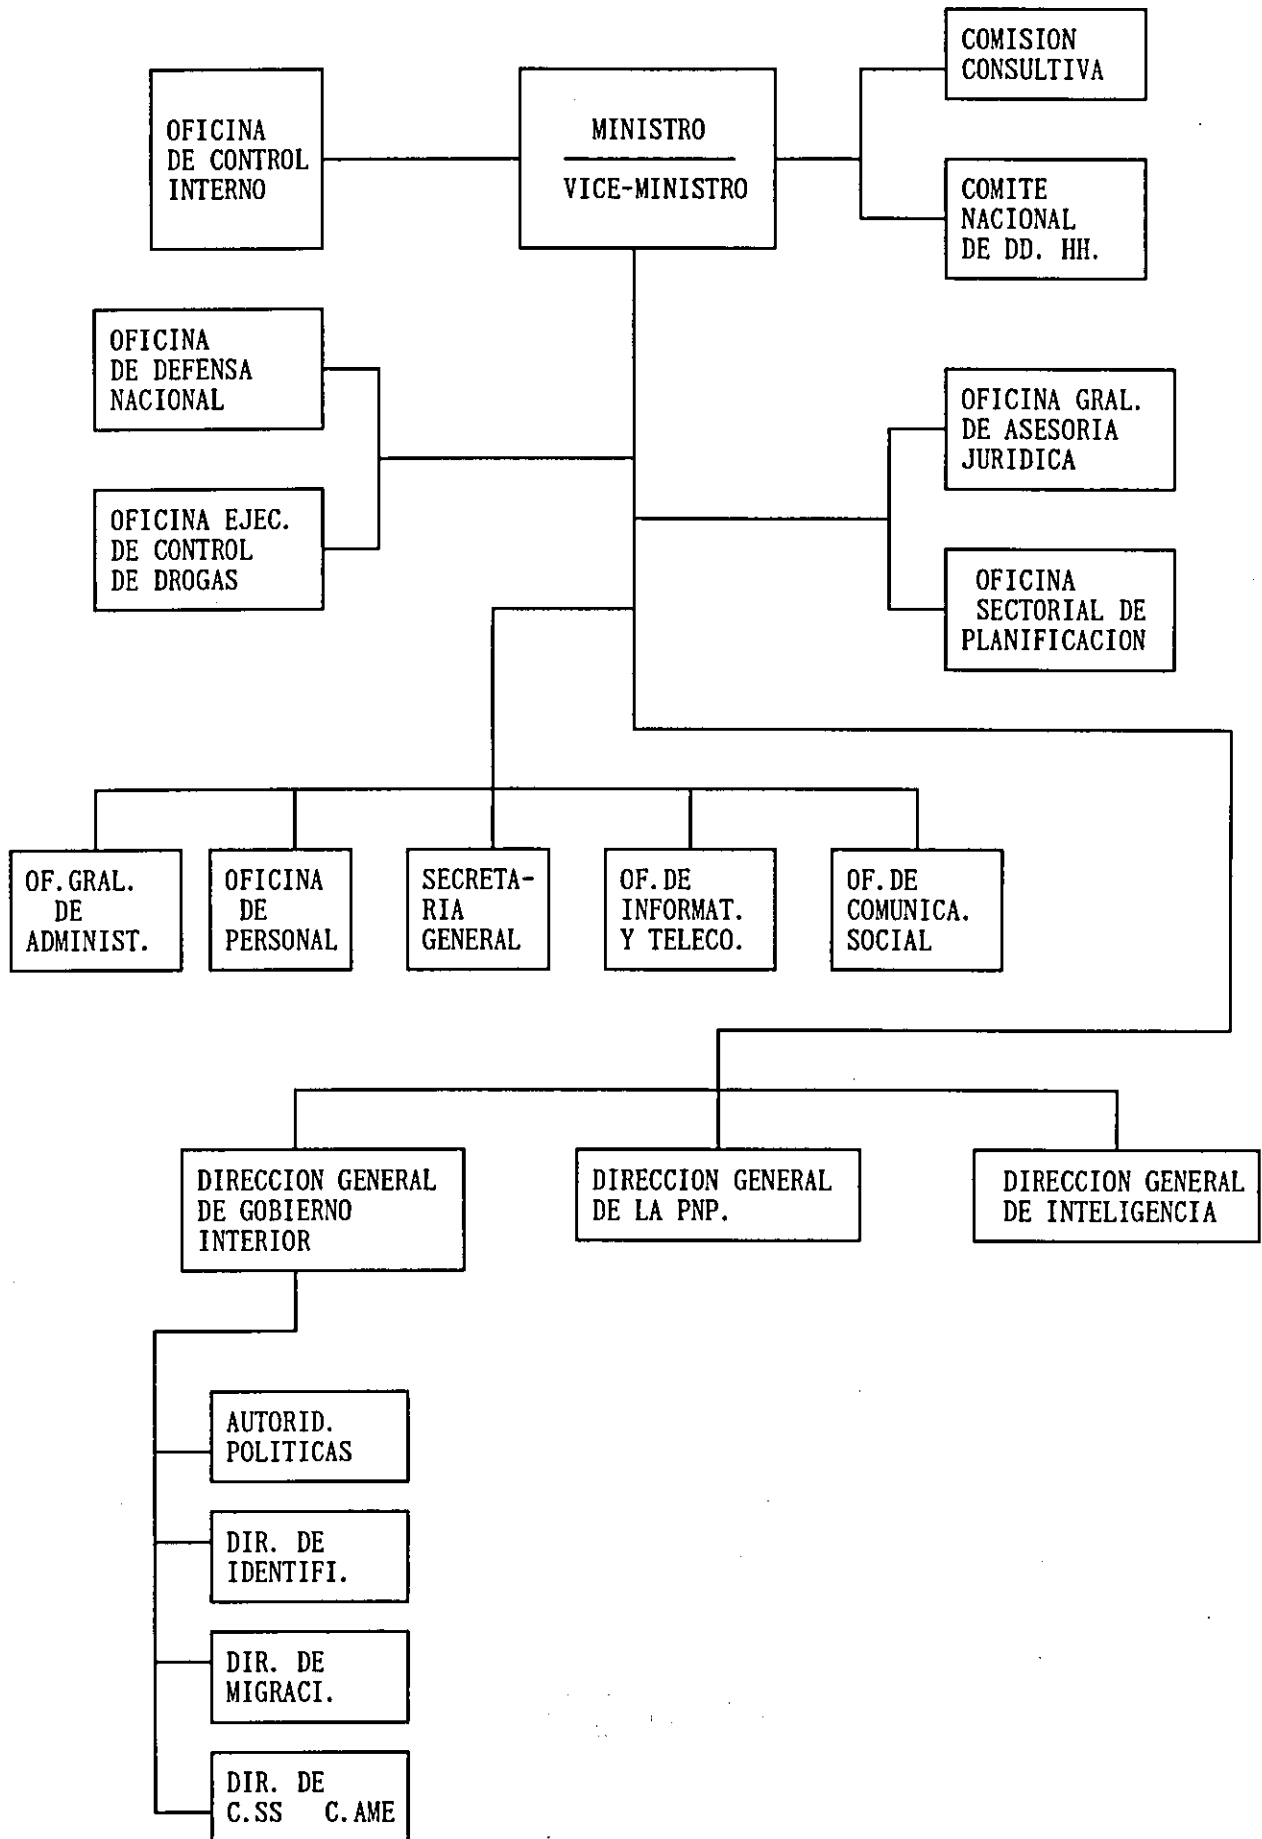 COMISION
CONSULTIVA
OFICINA
DE CONTROL
INTERNO
MINISTRO
VICE-MINISTRO
COMITE
NACIONAL
DE DD. HH.
OFICINA
DE DEFENSA
NACIONAL
OFICINA GRAL.
DE ASESORIA
JURIDICA
OFICINA EJEC.
DE CONTROL
DE DROGAS
OFICINA
SECTORIAL DE
PLANIFICACION
OF. GRAL.
DE
ADMINIST.
OFICINA
DE
PERSONAL
SECRETA-
RIA
GENERAL
OF. DE
INFORMAT.
Y TELECO.
OF. DE
COMUNICA.
SOCIAL
DIRECCION GENERAL
DE GOBIERNO
INTERIOR
DIRECCION GENERAL
DE LA PNP.
DIRECCION GENERAL
DE INTELIGENCIA
AUTORID.
POLITICAS
DIR. DE
IDENTIFI.
DIR. DE
MIGRACI.
DIR. DE
C.SS C.AME